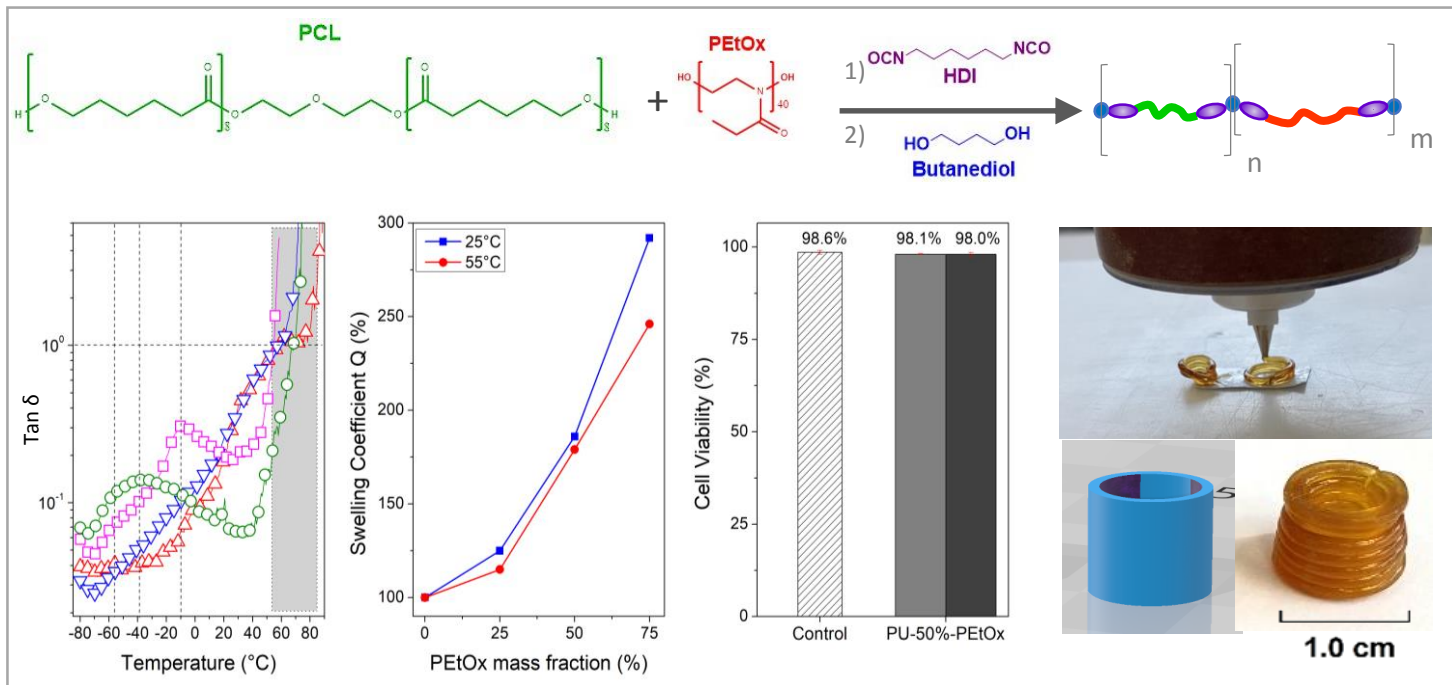 PCL
PEtOx
O
O
H
O
S
O
O
O
S
O
H
+
HO
N
OH
40
O
1)
OCN
NCO
HDI
2)
HO
OH
Butanediol
n
m
Tan δ
10⁰
10⁻¹
-80 -60 -40 -20 0 20 40 60 80
Temperature (°C)
Swelling Coefficient Q (%)
300
250
200
150
100
25°C
55°C
0 25 50 75
PEtOx mass fraction (%)
Cell Viability (%)
100
75
50
25
0
98.6%
98.1% 98.0%
Control
PU-50%-PEtOx
5
1.0 cm